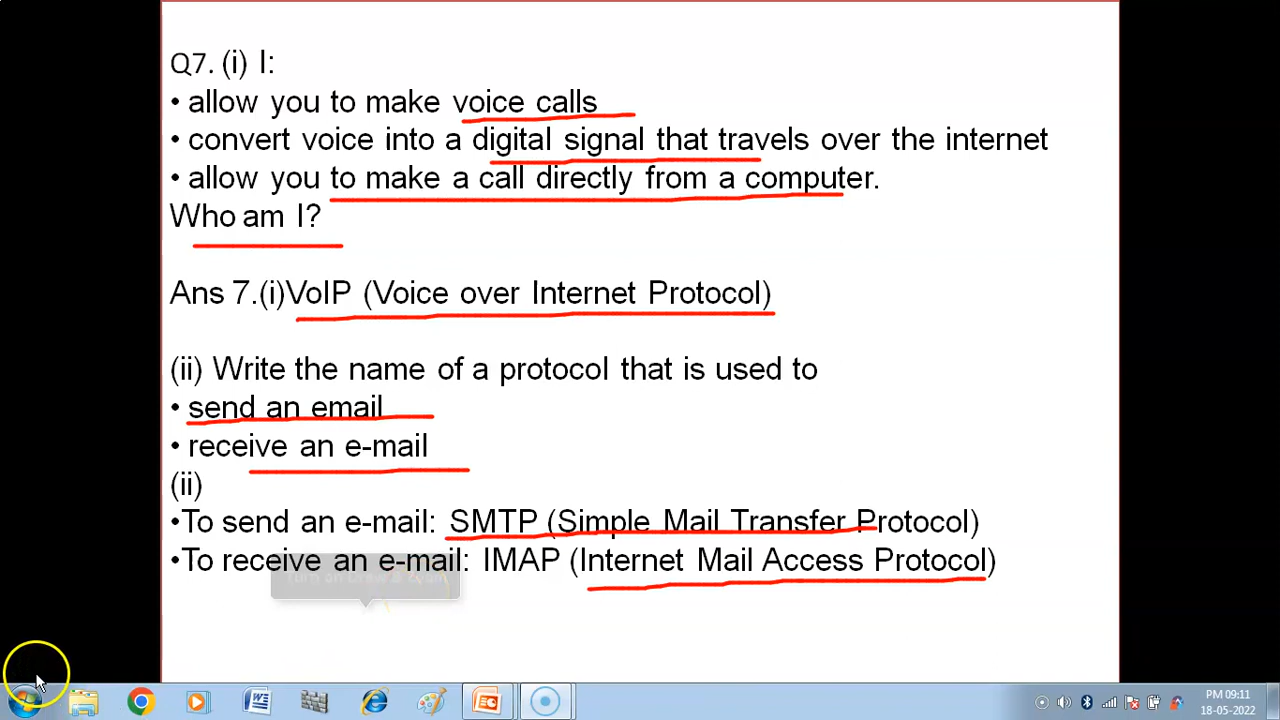 Q7. (i) I:
• allow you to make voice calls
• convert voice into a digital signal that travels over the internet
• allow you to make a call directly from a computer.
Who am I?
Ans 7.(i)VoIP (Voice over Internet Protocol)
(ii) Write the name of a protocol that is used to
• send an email
• receive an e-mail
(ii)
•To send an e-mail: SMTP (Simple Mail Transfer Protocol)
•To receive an e-mail: IMAP (Internet Mail Access Protocol)
PM 09:11
18-05-2022